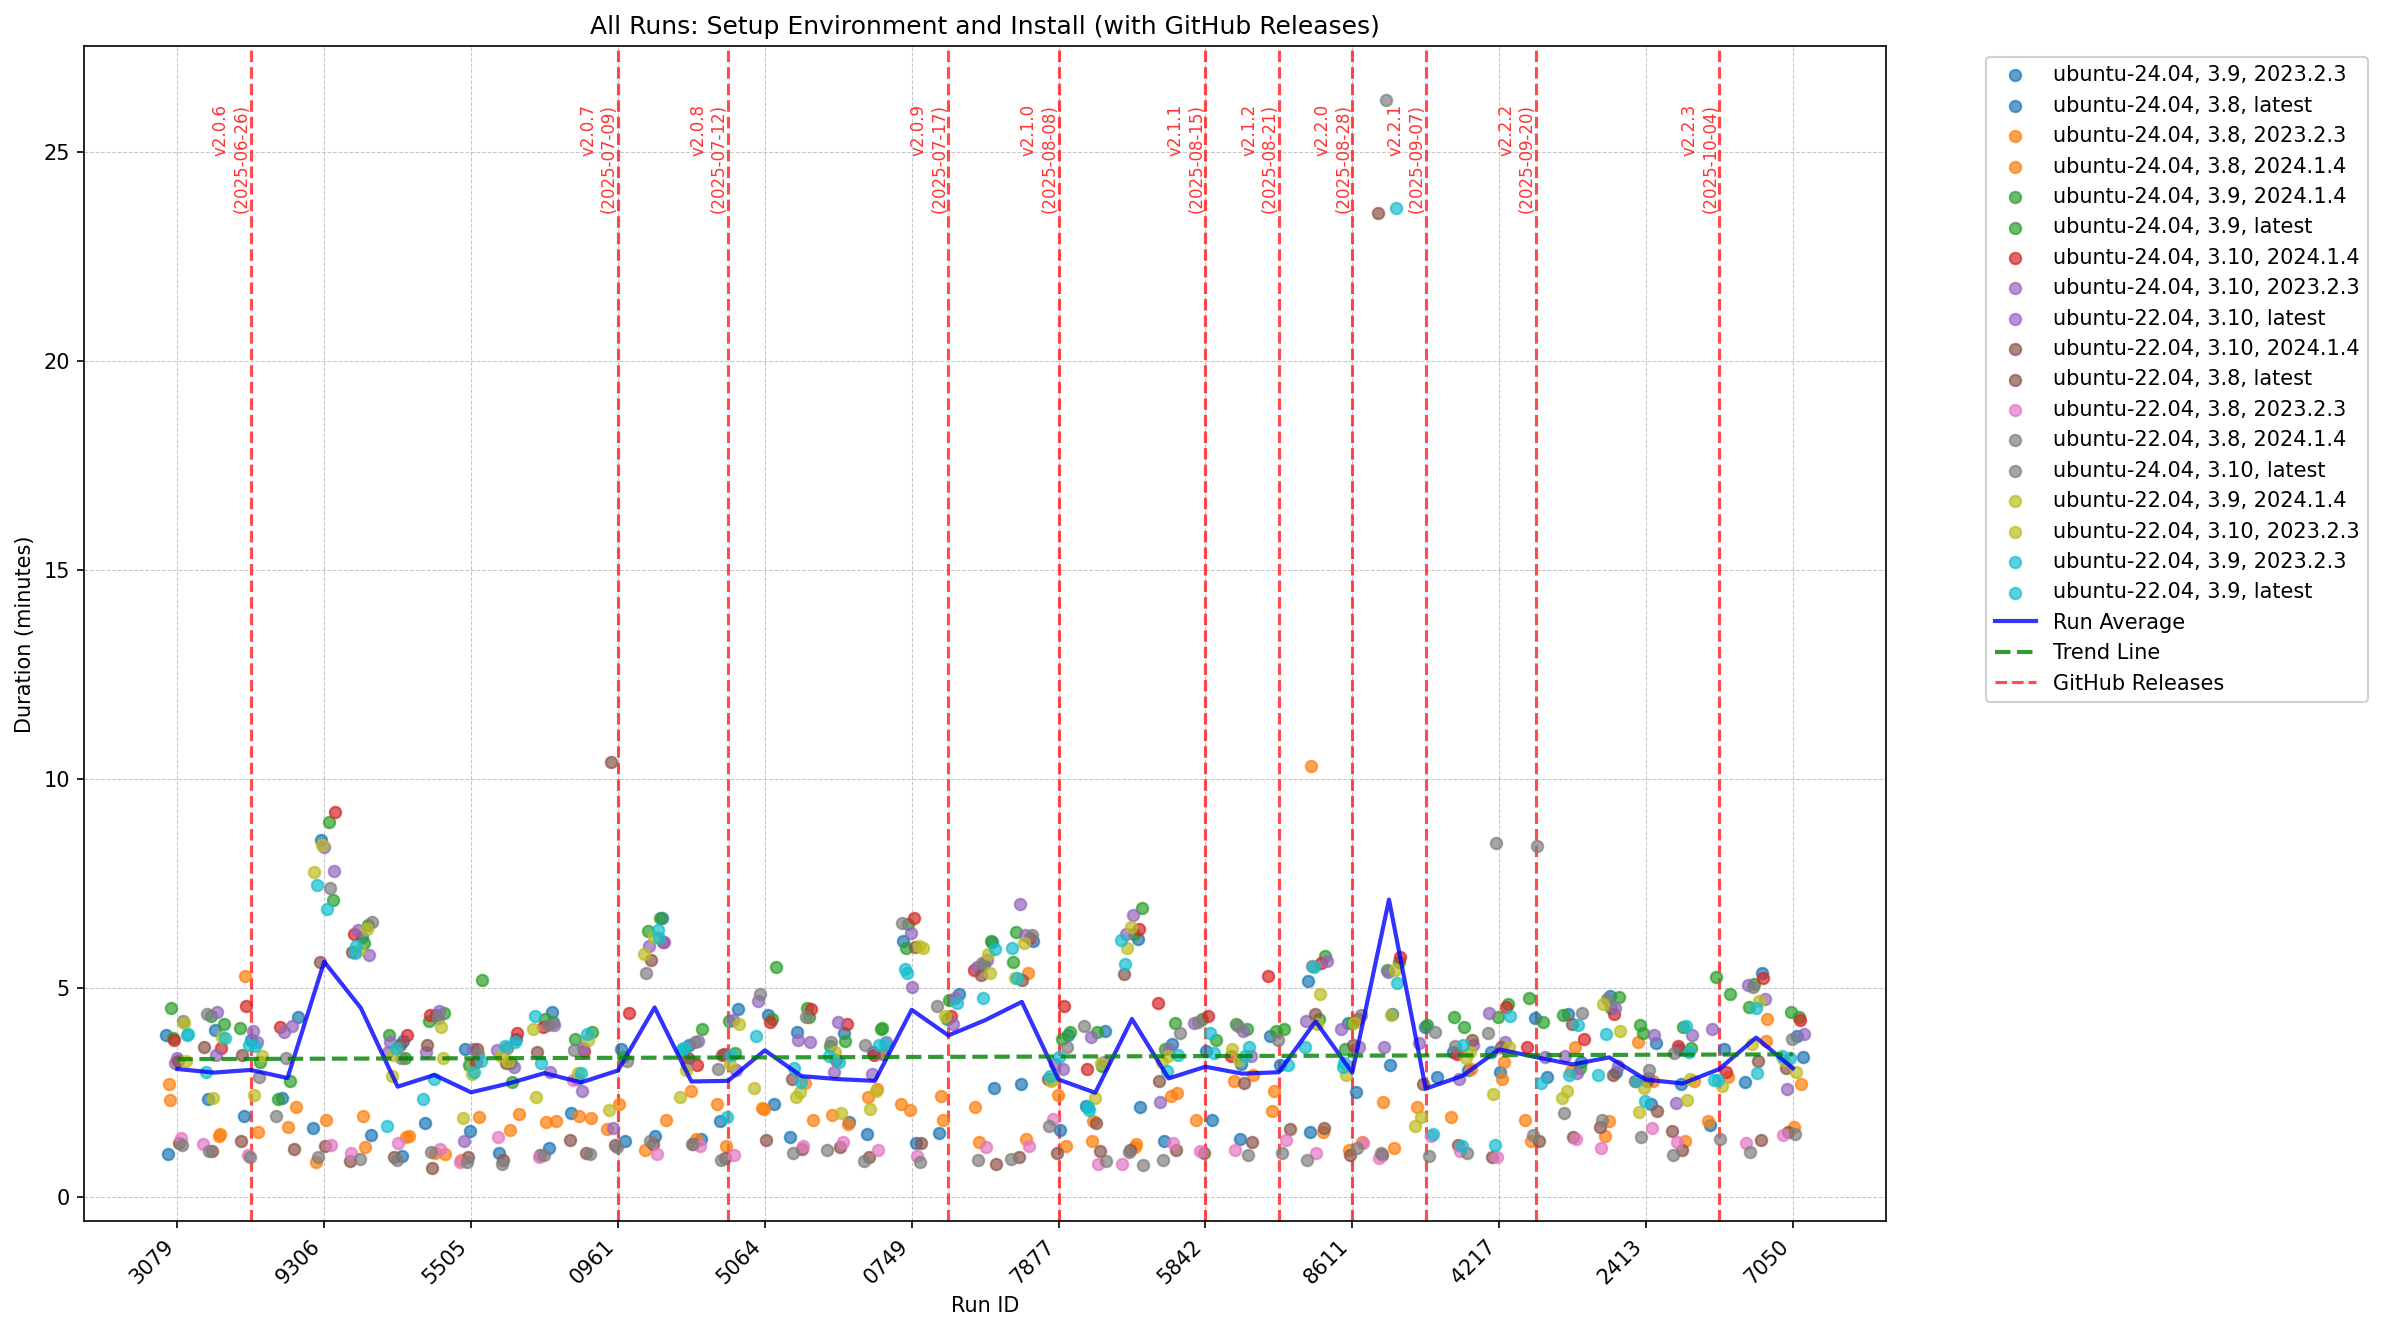 All Runs: Setup Environment and Install (with GitHub Releases)
v2.0.6
(2025-06-26)
v2.0.7
(2025-07-09)
v2.0.8
(2025-07-12)
v2.0.9
(2025-07-17)
v2.1.0
(2025-08-08)
v2.1.1
(2025-08-15)
v2.1.2
(2025-08-21)
v2.2.0
(2025-08-28)
v2.2.1
(2025-09-07)
v2.2.2
(2025-09-20)
v2.2.3
(2025-10-04)
25
20
15
10
5
0
Duration (minutes)
3079
9306
5505
0961
5064
0749
7877
5842
8611
4217
2413
7050
Run ID
ubuntu-24.04, 3.9, 2023.2.3
ubuntu-24.04, 3.8, latest
ubuntu-24.04, 3.8, 2023.2.3
ubuntu-24.04, 3.8, 2024.1.4
ubuntu-24.04, 3.9, 2024.1.4
ubuntu-24.04, 3.9, latest
ubuntu-24.04, 3.10, 2024.1.4
ubuntu-24.04, 3.10, 2023.2.3
ubuntu-22.04, 3.10, latest
ubuntu-22.04, 3.10, 2024.1.4
ubuntu-22.04, 3.8, latest
ubuntu-22.04, 3.8, 2023.2.3
ubuntu-22.04, 3.8, 2024.1.4
ubuntu-24.04, 3.10, latest
ubuntu-22.04, 3.9, 2024.1.4
ubuntu-22.04, 3.10, 2023.2.3
ubuntu-22.04, 3.9, 2023.2.3
ubuntu-22.04, 3.9, latest
Run Average
Trend Line
GitHub Releases